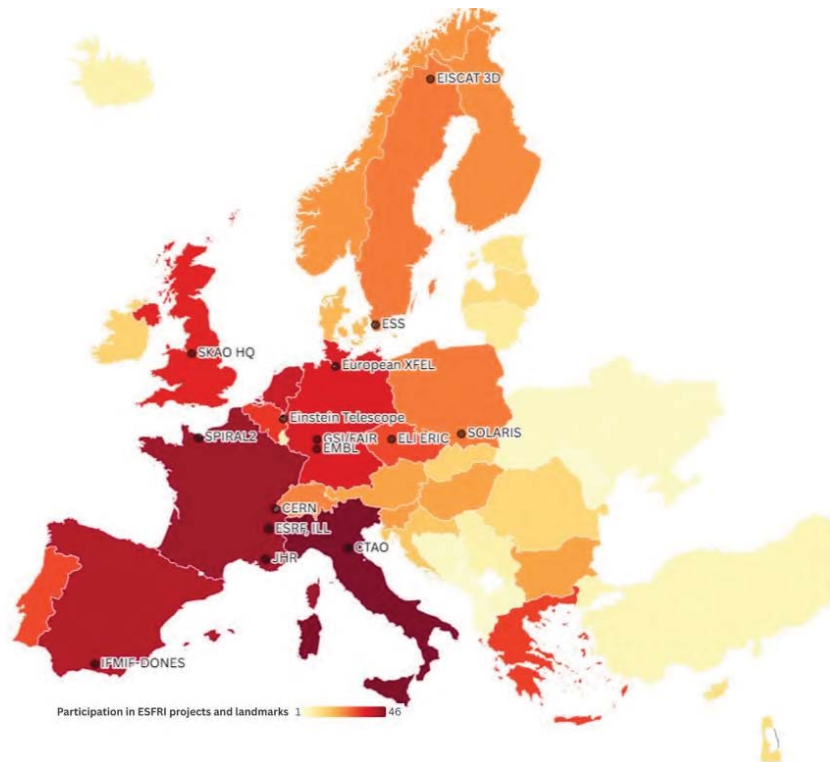 EISCAT 3D
ESS
SKAO HQ
European XFEL
Einstein Telescope
SPIRAL2
GSI/FAIR
ELI ERIC
SOLARIS
EMBL
CERN
ESRF, ILL
CTAO
JHR
IFMIF-DONES
Participation in ESFRI projects and landmarks 1 46